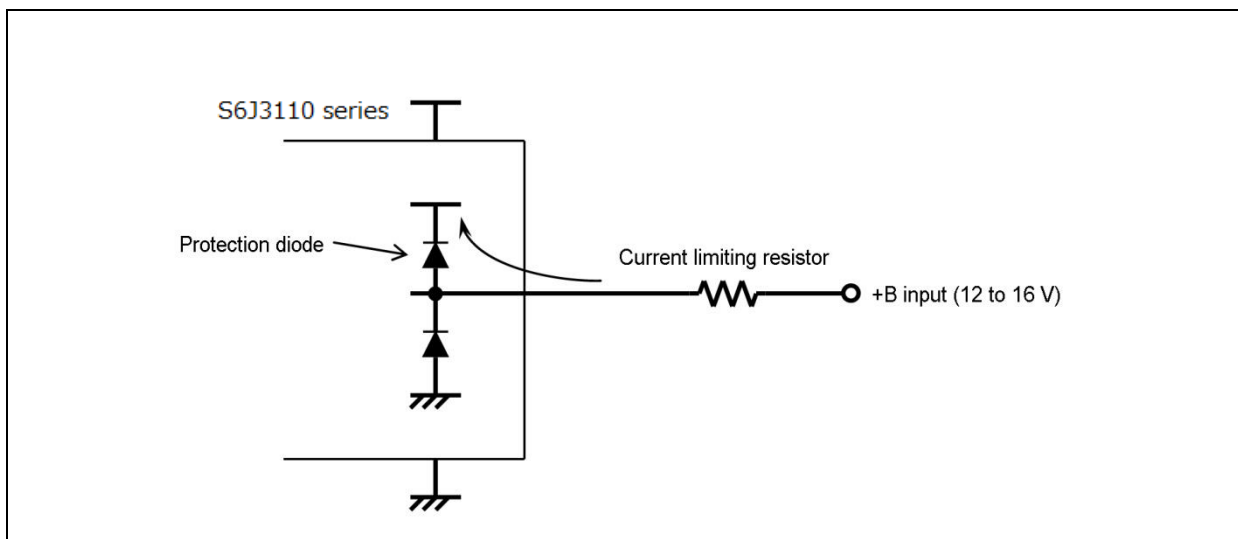 S6J3110 series
Protection diode
Current limiting resistor
+B input (12 to 16 V)